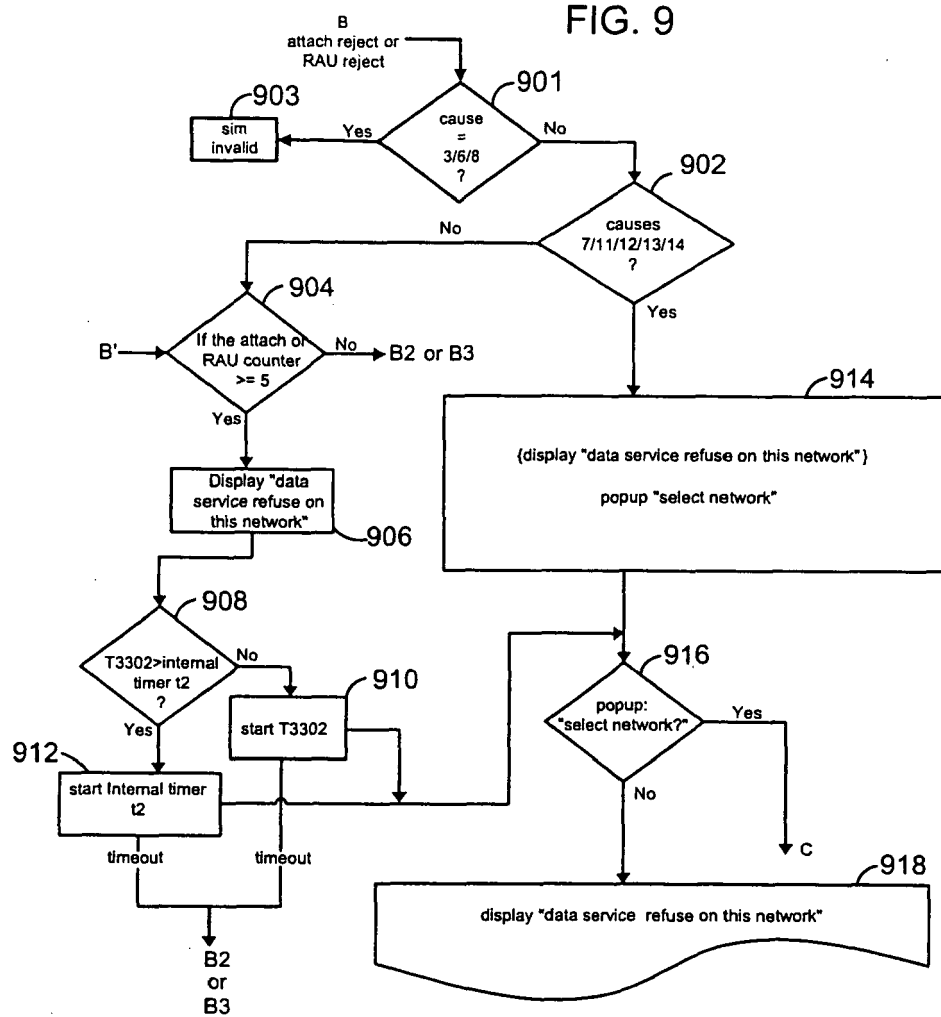 FIG. 9
B
attach reject or
RAU reject
901
903
cause
=
3/6/8
?
Yes
No
sim
invalid
902
causes
7/11/12/13/14
?
No
Yes
904
If the attach or
RAU counter
>= 5
B'
No
B2 or B3
Yes
914
{display "data service refuse on this network"}
popup "select network"
Display "data
service refuse on
this network"
906
908
T3302>internal
timer t2
?
No
Yes
910
start T3302
912
start Internal timer
t2
916
popup:
"select network?"
Yes
No
C
timeout
timeout
B2
or
B3
918
display "data service refuse on this network"